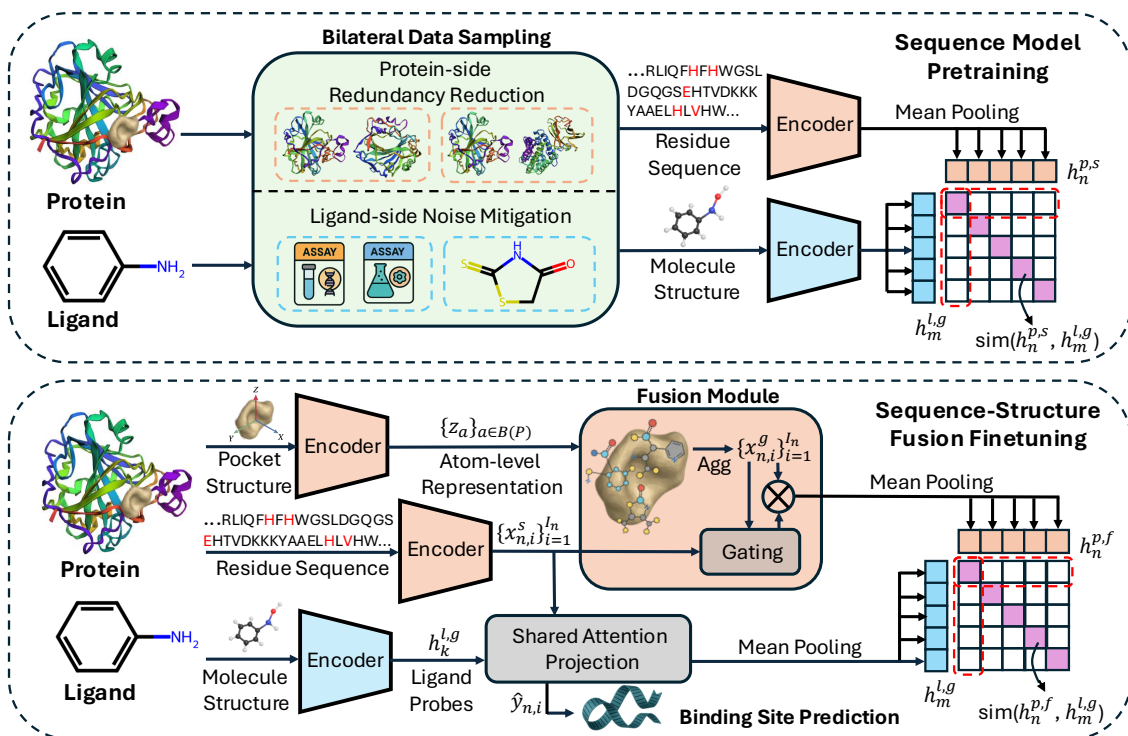 Bilateral Data Sampling
Protein-side
Redundancy Reduction
Ligand-side Noise Mitigation
ASSAY
ASSAY
S
HN
O
S
Protein
NH2
Ligand
...RLIQFHFHWGSL
DGQGSEHTVDKKK
YAAELHLVHW...
Residue
Sequence
Molecule
Structure
Encoder
Encoder
Sequence Model
Pretraining
Mean Pooling
h_n^{p,s}
h_m^{l,g}
sim(h_n^{p,s}, h_m^{l,g})
Protein
NH2
Ligand
Z
Y
X
Pocket
Structure
Encoder
{z_a}_{a∈B(P)}
Atom-level
Representation
...RLIQFHFHWGSLDGQGS
EHTVDKKKYAAELHLVHW...
Residue Sequence
Encoder
{x_{n,i}^s}_{i=1}^{I_n}
Molecule
Structure
Encoder
h_k^{l,g}
Ligand
Probes
Fusion Module
Agg
{x_{n,i}^g}_{i=1}^{I_n}
Gating
Shared Attention
Projection
ŷ_{n,i}
Binding Site Prediction
Sequence-Structure
Fusion Finetuning
Mean Pooling
Mean Pooling
h_n^{p,f}
h_m^{l,g}
sim(h_n^{p,f}, h_m^{l,g})